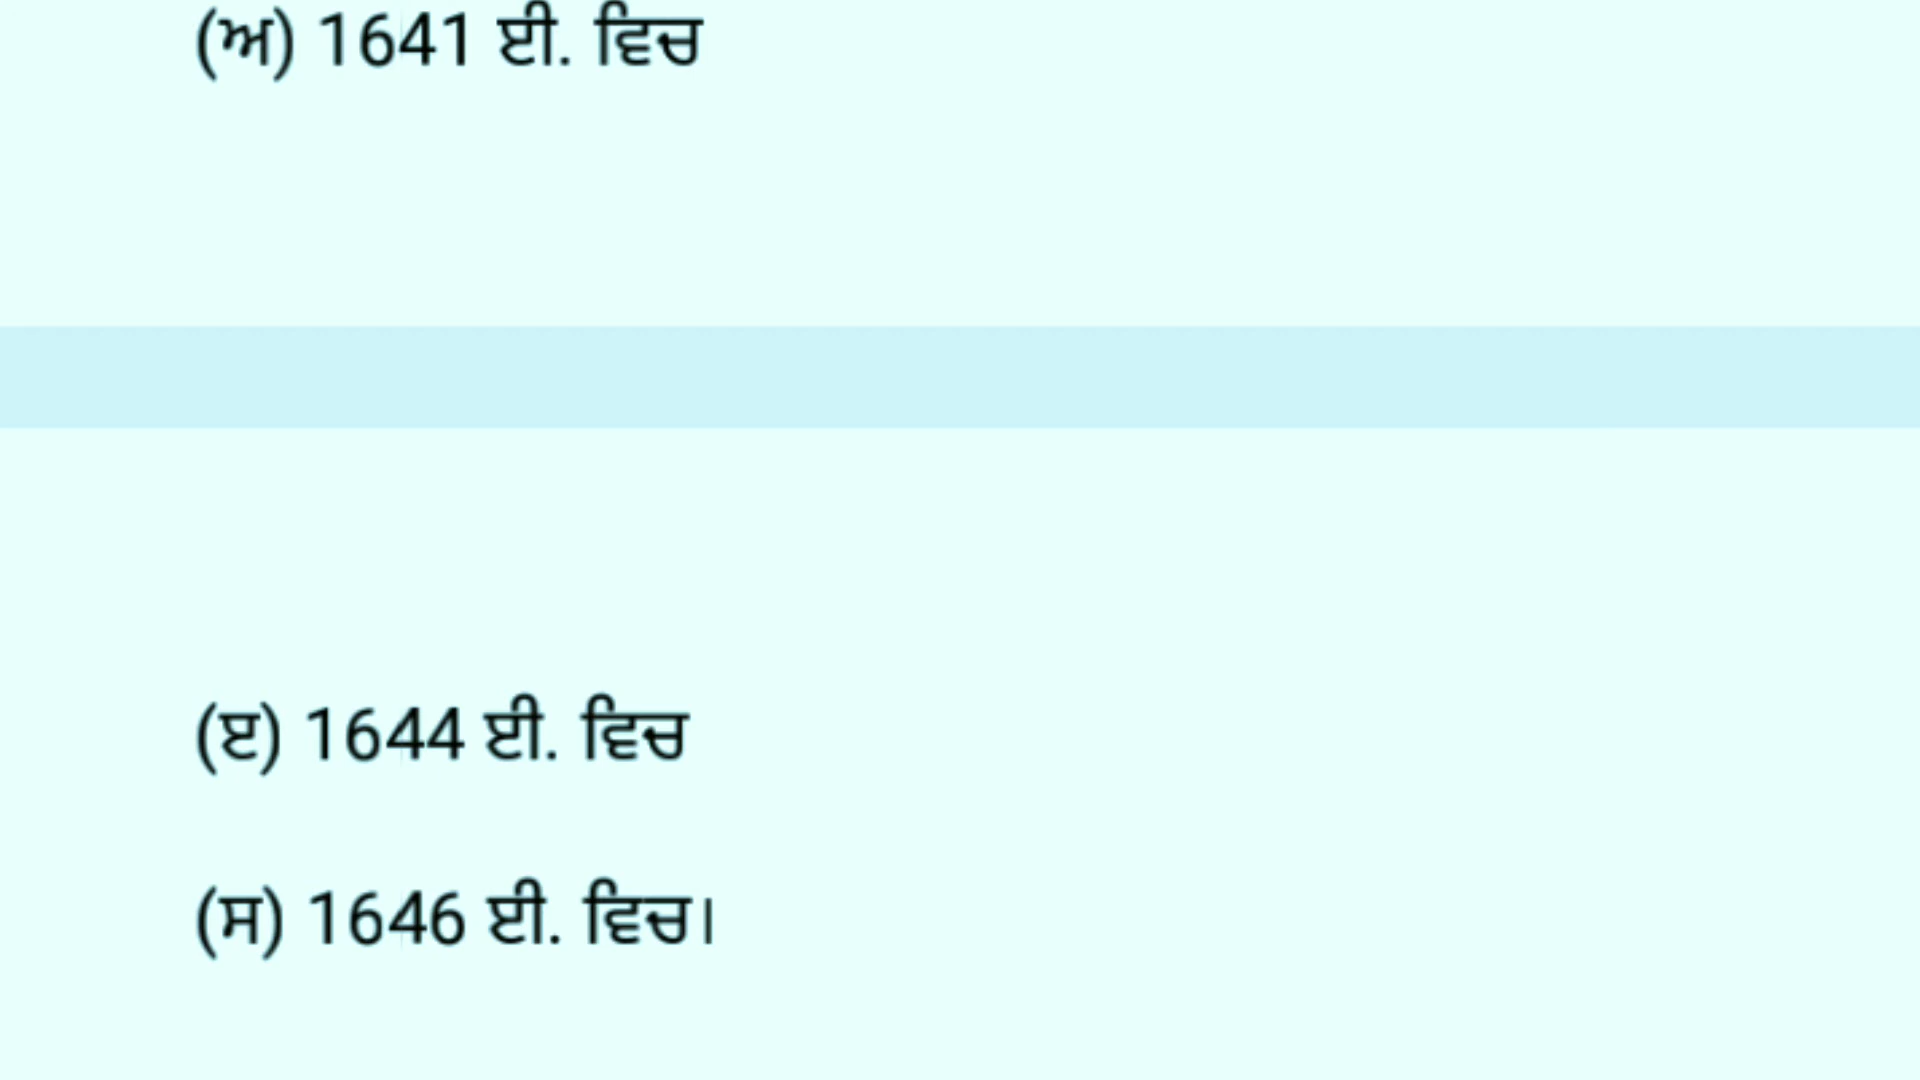 (ਅ) 1641 ਈ. ਵਿਚ
(ੲ) 1644 ਈ. ਵਿਚ
(ਸ) 1646 ਈ. ਵਿਚ।